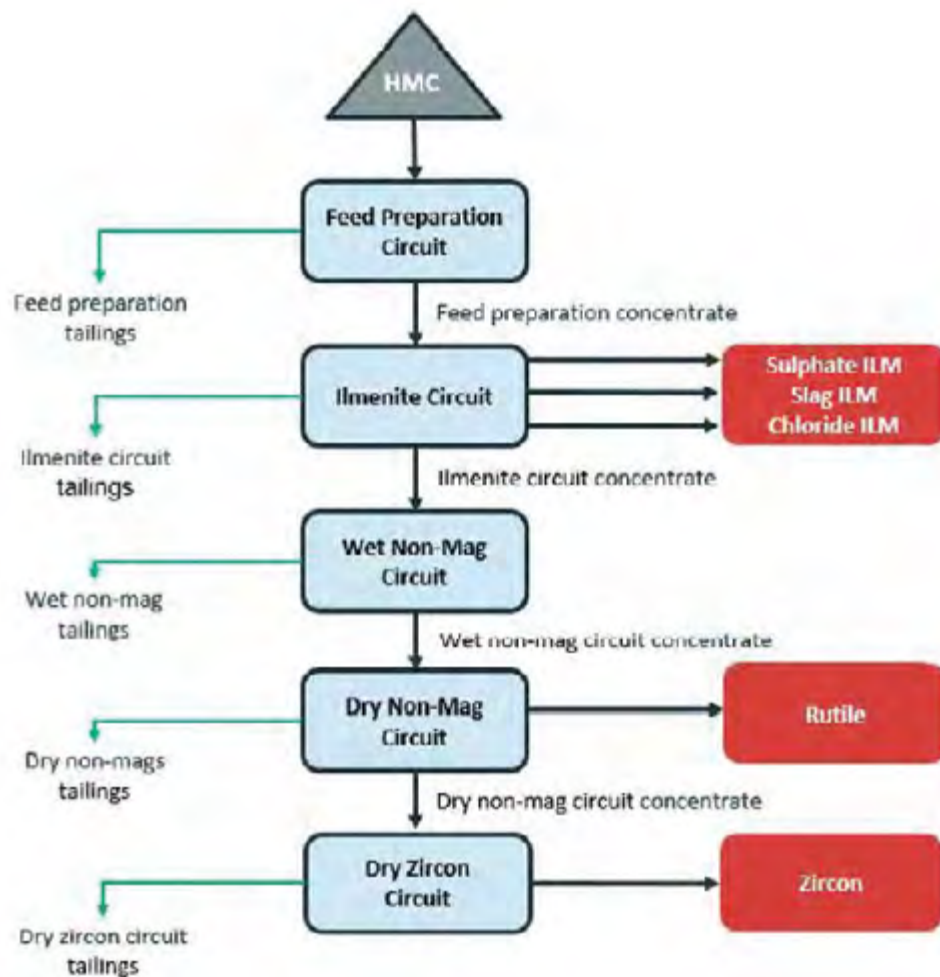 HMC
Feed Preparation
Circuit
Feed preparation
tailings
Feed preparation concentrate
Ilmenite Circuit
Sulphate ILM
Slag ILM
Chloride ILM
Ilmenite circuit
tailings
Ilmenite circuit concentrate
Wet Non-Mag
Circuit
Wet non-mag
tailings
Wet non-mag circuit concentrate
Dry Non-Mag
Circuit
Rutile
Dry non-mags
tailings
Dry non-mag circuit concentrate
Dry Zircon
Circuit
Zircon
Dry zircon circuit
tailings